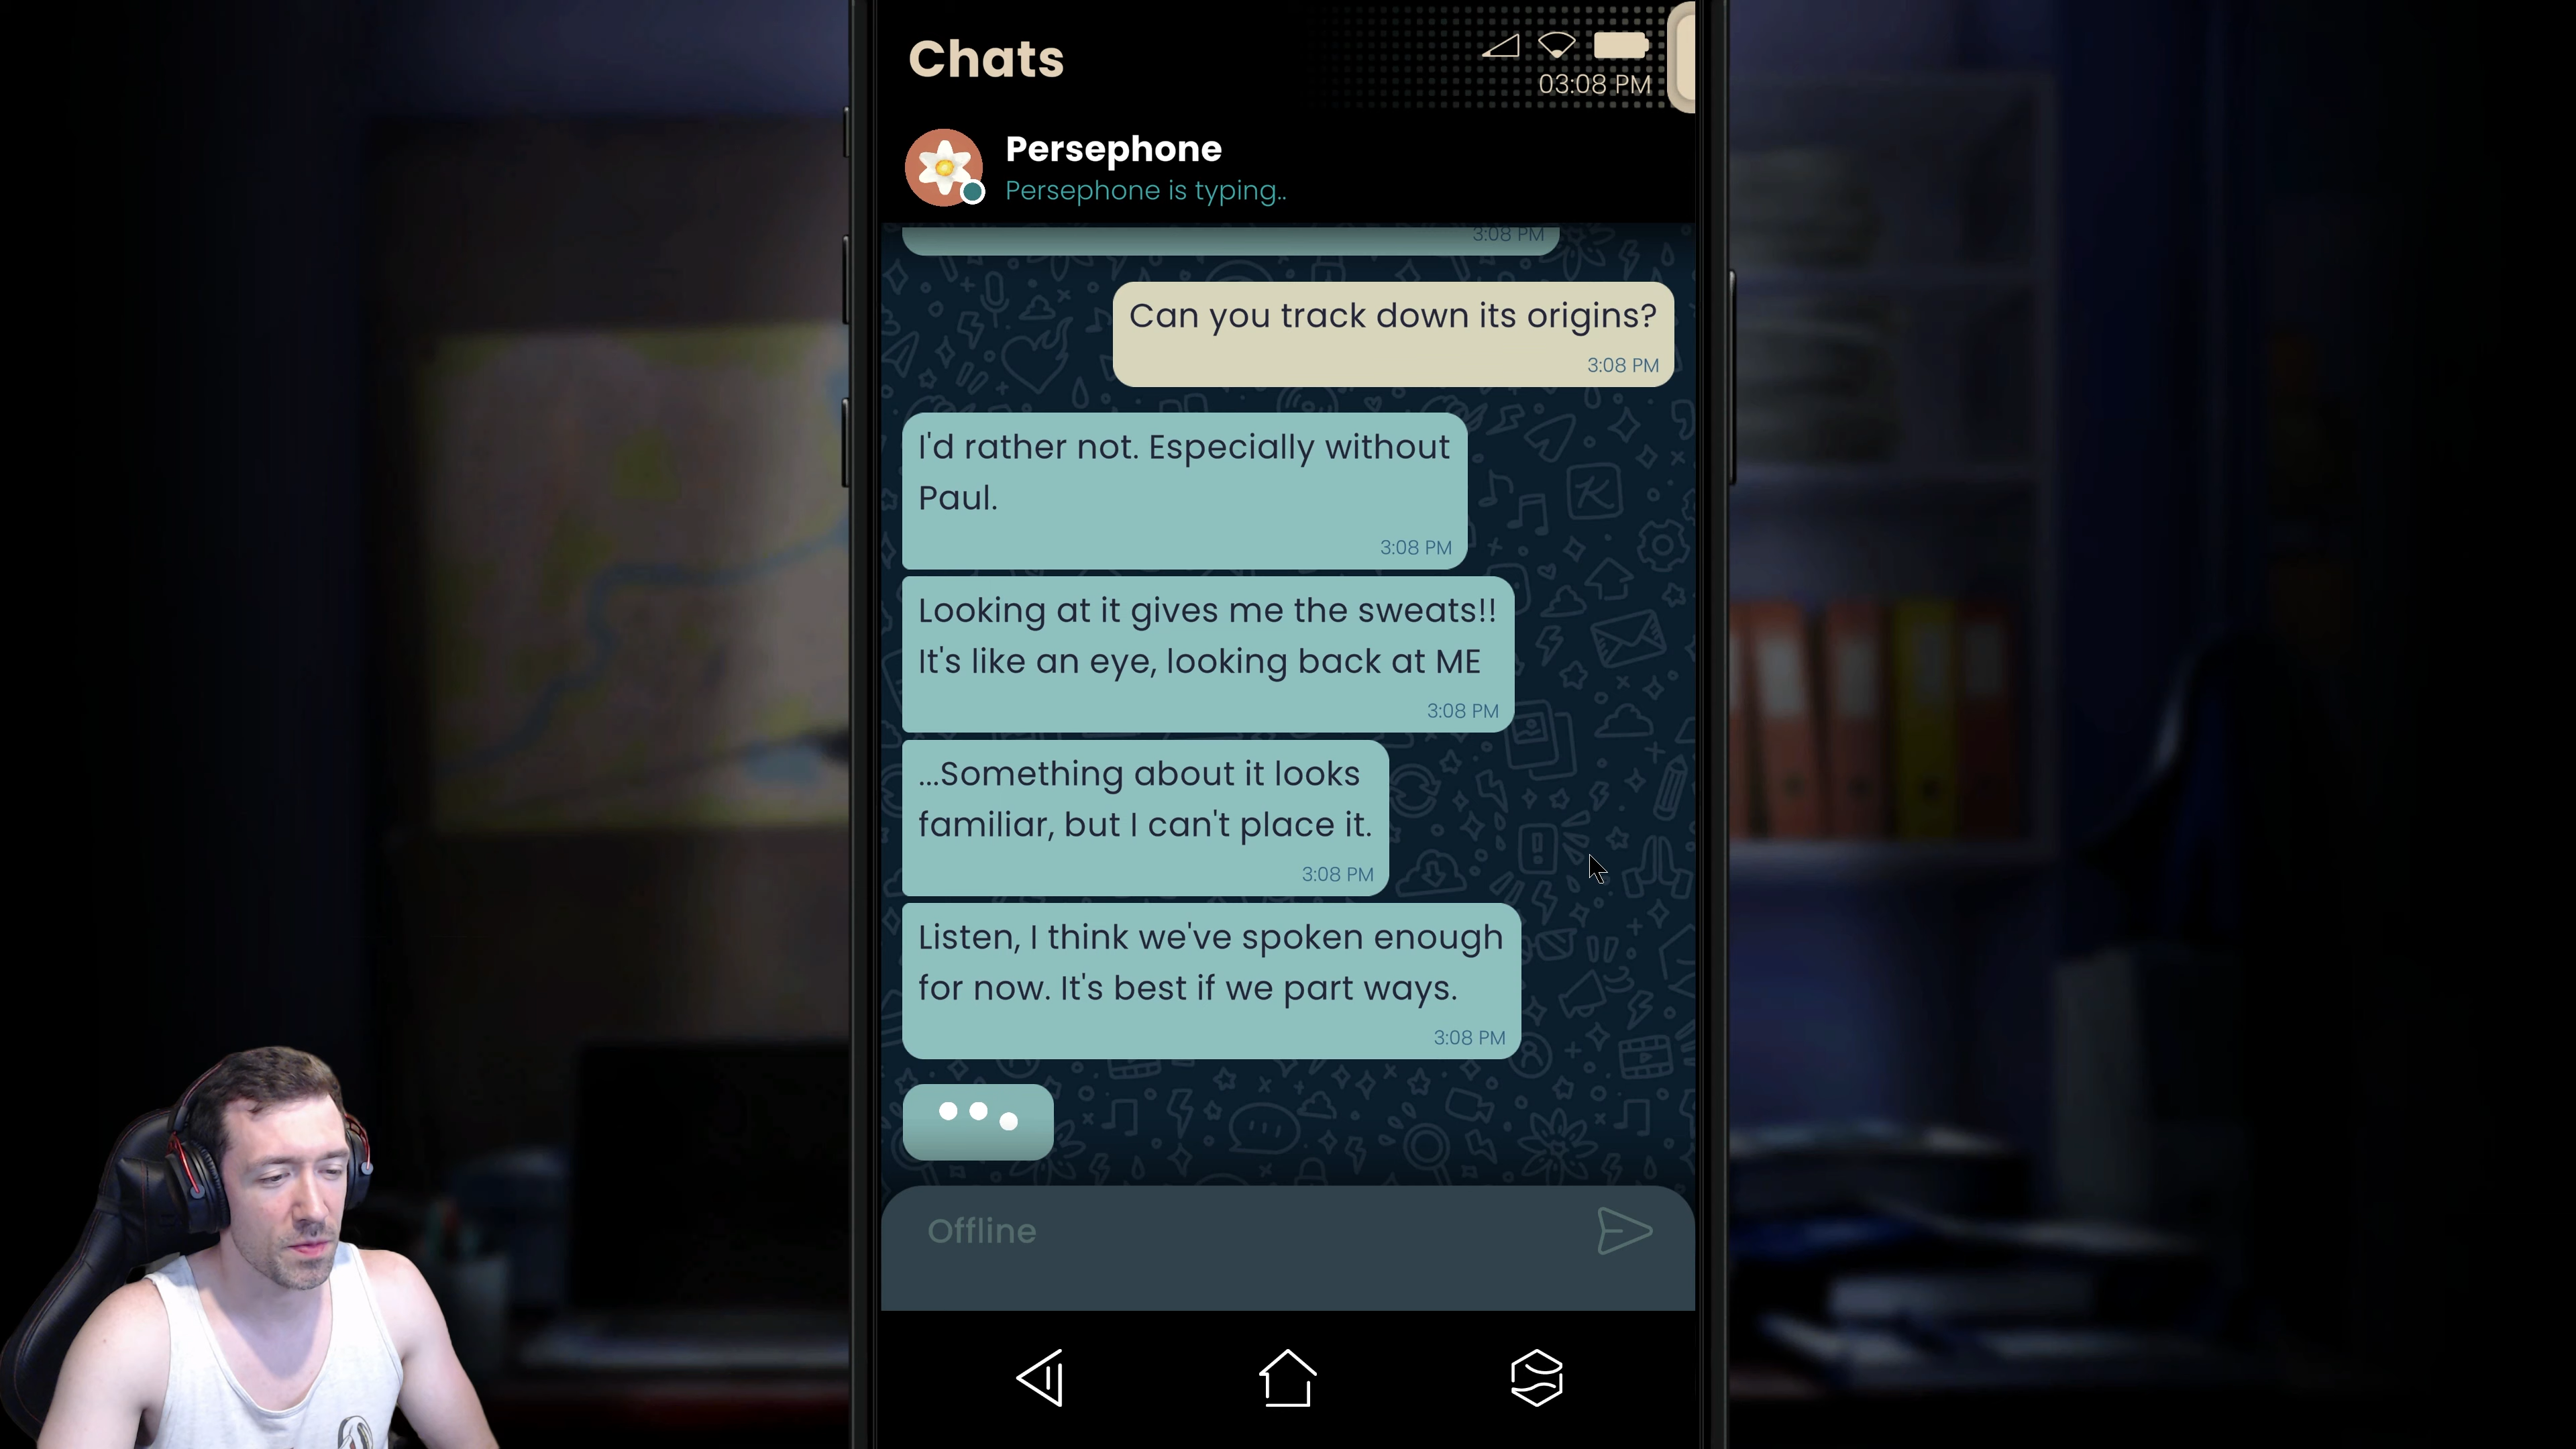 Chats
03:08 PM
Persephone
Persephone is typing..
3:08 PM
Can you track down its origins?
3:08 PM
I'd rather not. Especially without
Paul.
3:08 PM
Looking at it gives me the sweats!!
It's like an eye, looking back at ME
3:08 PM
...Something about it looks
familiar, but I can't place it.
3:08 PM
Listen, I think we've spoken enough
for now. It's best if we part ways.
3:08 PM
Offline